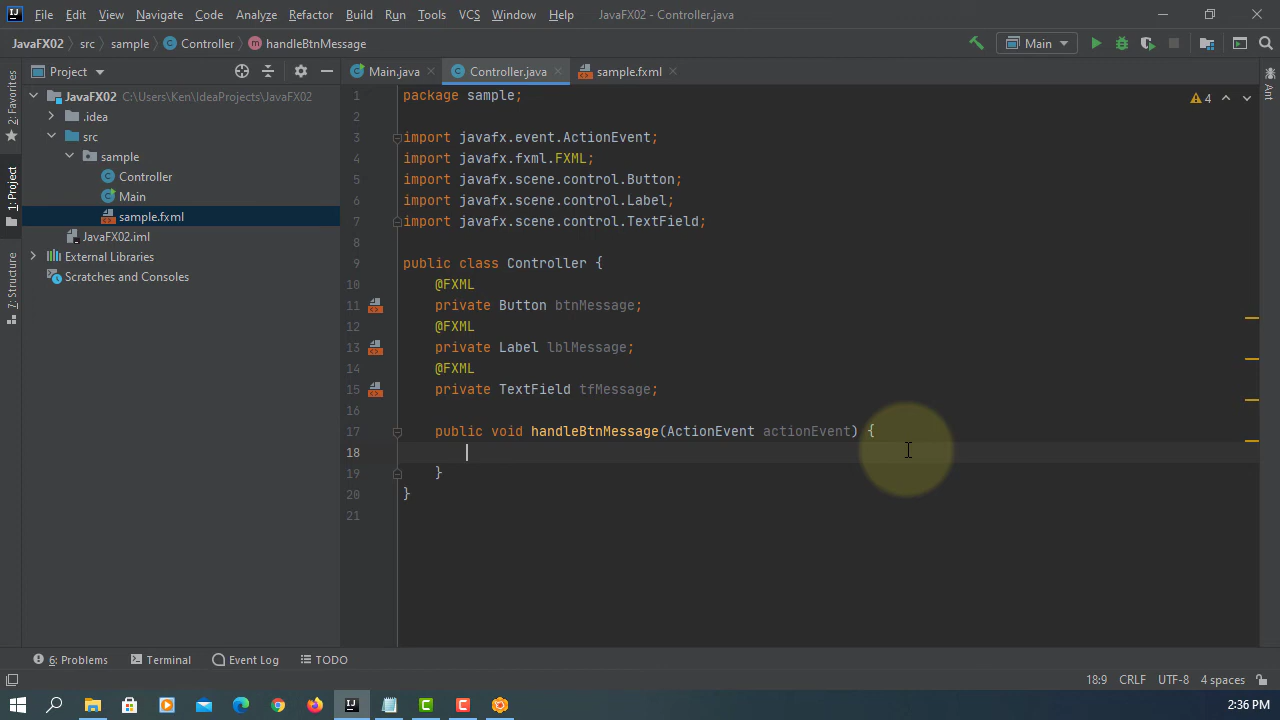 File Edit View Navigate Code Analyze Refactor Build Run Tools VCS Window Help JavaFX02 - Controller.java
JavaFX02 src sample Controller handleBtnMessage Main
Project Main.java Controller.java sample.fxml
2: Favorites
1: Project
7: Structure
Ant
JavaFX02 C:\Users\Ken\IdeaProjects\JavaFX02
.idea
src
sample
Controller
Main
sample.fxml
JavaFX02.iml
External Libraries
Scratches and Consoles
4
1 package sample;
2
3 import javafx.event.ActionEvent;
4 import javafx.fxml.FXML;
5 import javafx.scene.control.Button;
6 import javafx.scene.control.Label;
7 import javafx.scene.control.TextField;
8
9 public class Controller {
10 @FXML
11 private Button btnMessage;
12 @FXML
13 private Label lblMessage;
14 @FXML
15 private TextField tfMessage;
16
17 public void handleBtnMessage(ActionEvent actionEvent) {
18
19 }
20 }
21
6: Problems Terminal Event Log TODO
18:9 CRLF UTF-8 4 spaces
2:36 PM